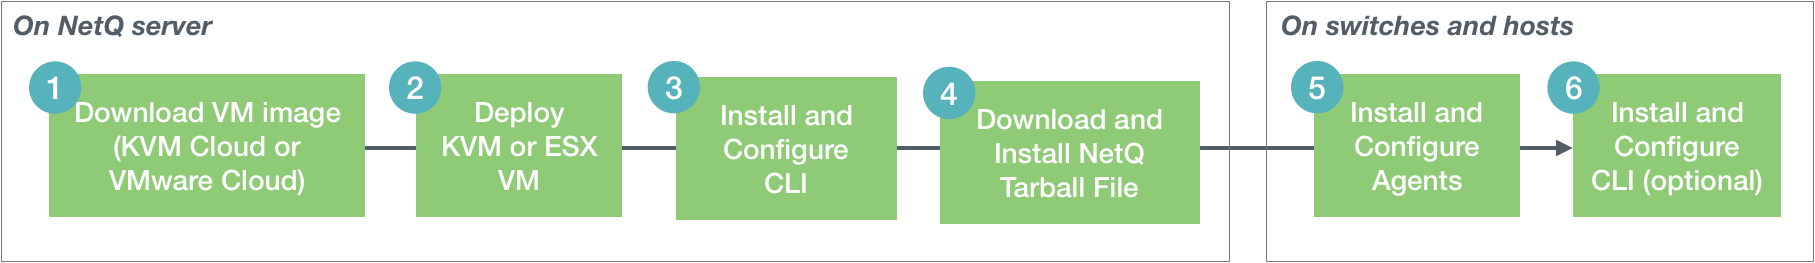 On NetQ server
1
Download VM image
(KVM Cloud or
VMware Cloud)
2
Deploy
KVM or ESX
VM
3
Install and
Configure
CLI
4
Download and
Install NetQ
Tarball File
On switches and hosts
5
Install and
Configure
Agents
6
Install and
Configure
CLI (optional)